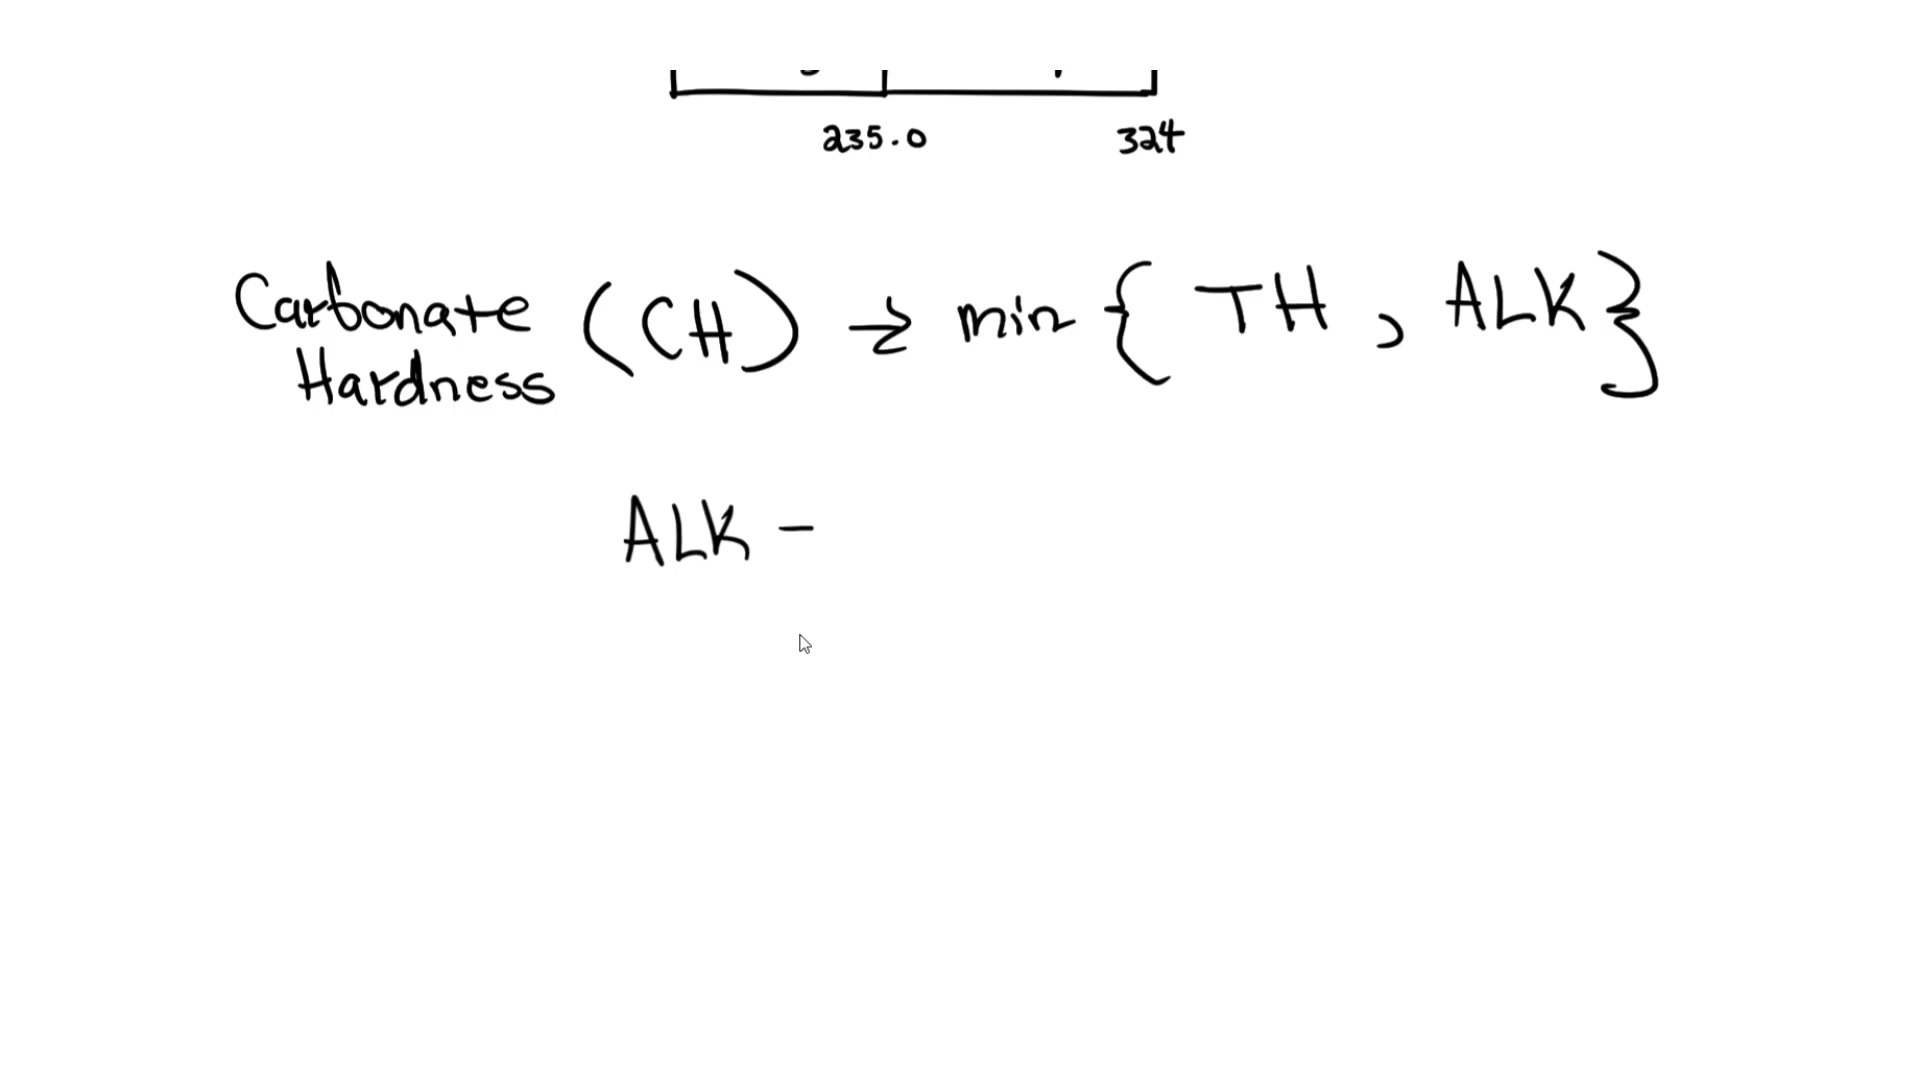 235.0 324
Carbonate (CH) → min { TH , ALK }
Hardness
ALK -